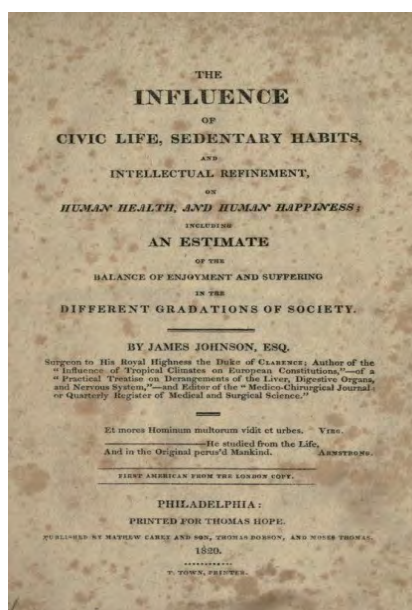 THE
INFLUENCE
OF
CIVIC LIFE, SEDENTARY HABITS,
AND
INTELLECTUAL REFINEMENT,
ON
HUMAN HEALTH, AND HUMAN HAPPINESS;
INCLUDING
AN ESTIMATE
OF THE
BALANCE OF ENJOYMENT AND SUFFERING
IN THE
DIFFERENT GRADATIONS OF SOCIETY.
BY JAMES JOHNSON, ESQ.
Surgeon to His Royal Highness the Duke of CLARENCE; Author of the
"Influence of Tropical Climates on European Constitutions,"—of a
"Practical Treatise on Derangements of the Liver, Digestive Organs,
and Nervous System,"—and Editor of the "Medico-Chirurgical Journal:
or Quarterly Register of Medical and Surgical Science."
Et mores Hominum multorum vidit et urbes. VIRG.
He studied from the Life,
And in the Original perus'd Mankind. ARMSTRONG.
FIRST AMERICAN FROM THE LONDON COPY.
PHILADELPHIA:
PRINTED FOR THOMAS HOPE.
PUBLISHED BY MATHEW CAREY AND SON, THOMAS DOBSON, AND MOSES THOMAS.
1820.
T. TOWN, PRINTER.